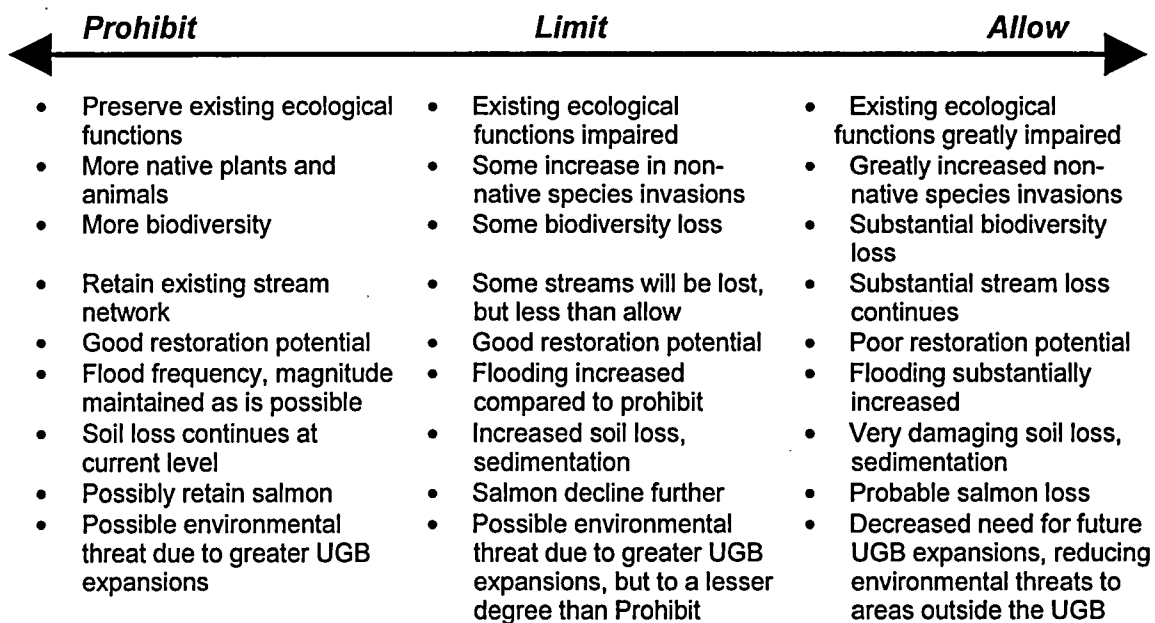 Prohibit
Limit
Allow
• Preserve existing ecological
functions
• More native plants and
animals
• More biodiversity
• Retain existing stream
network
• Good restoration potential
• Flood frequency, magnitude
maintained as is possible
• Soil loss continues at
current level
• Possibly retain salmon
• Possible environmental
threat due to greater UGB
expansions
• Existing ecological
functions impaired
• Some increase in non-
native species invasions
• Some biodiversity loss
• Some streams will be lost,
but less than allow
• Good restoration potential
• Flooding increased
compared to prohibit
• Increased soil loss,
sedimentation
• Salmon decline further
• Possible environmental
threat due to greater UGB
expansions, but to a lesser
degree than Prohibit
• Existing ecological
functions greatly impaired
• Greatly increased non-
native species invasions
• Substantial biodiversity
loss
• Substantial stream loss
continues
• Poor restoration potential
• Flooding substantially
increased
• Very damaging soil loss,
sedimentation
• Probable salmon loss
• Decreased need for future
UGB expansions, reducing
environmental threats to
areas outside the UGB